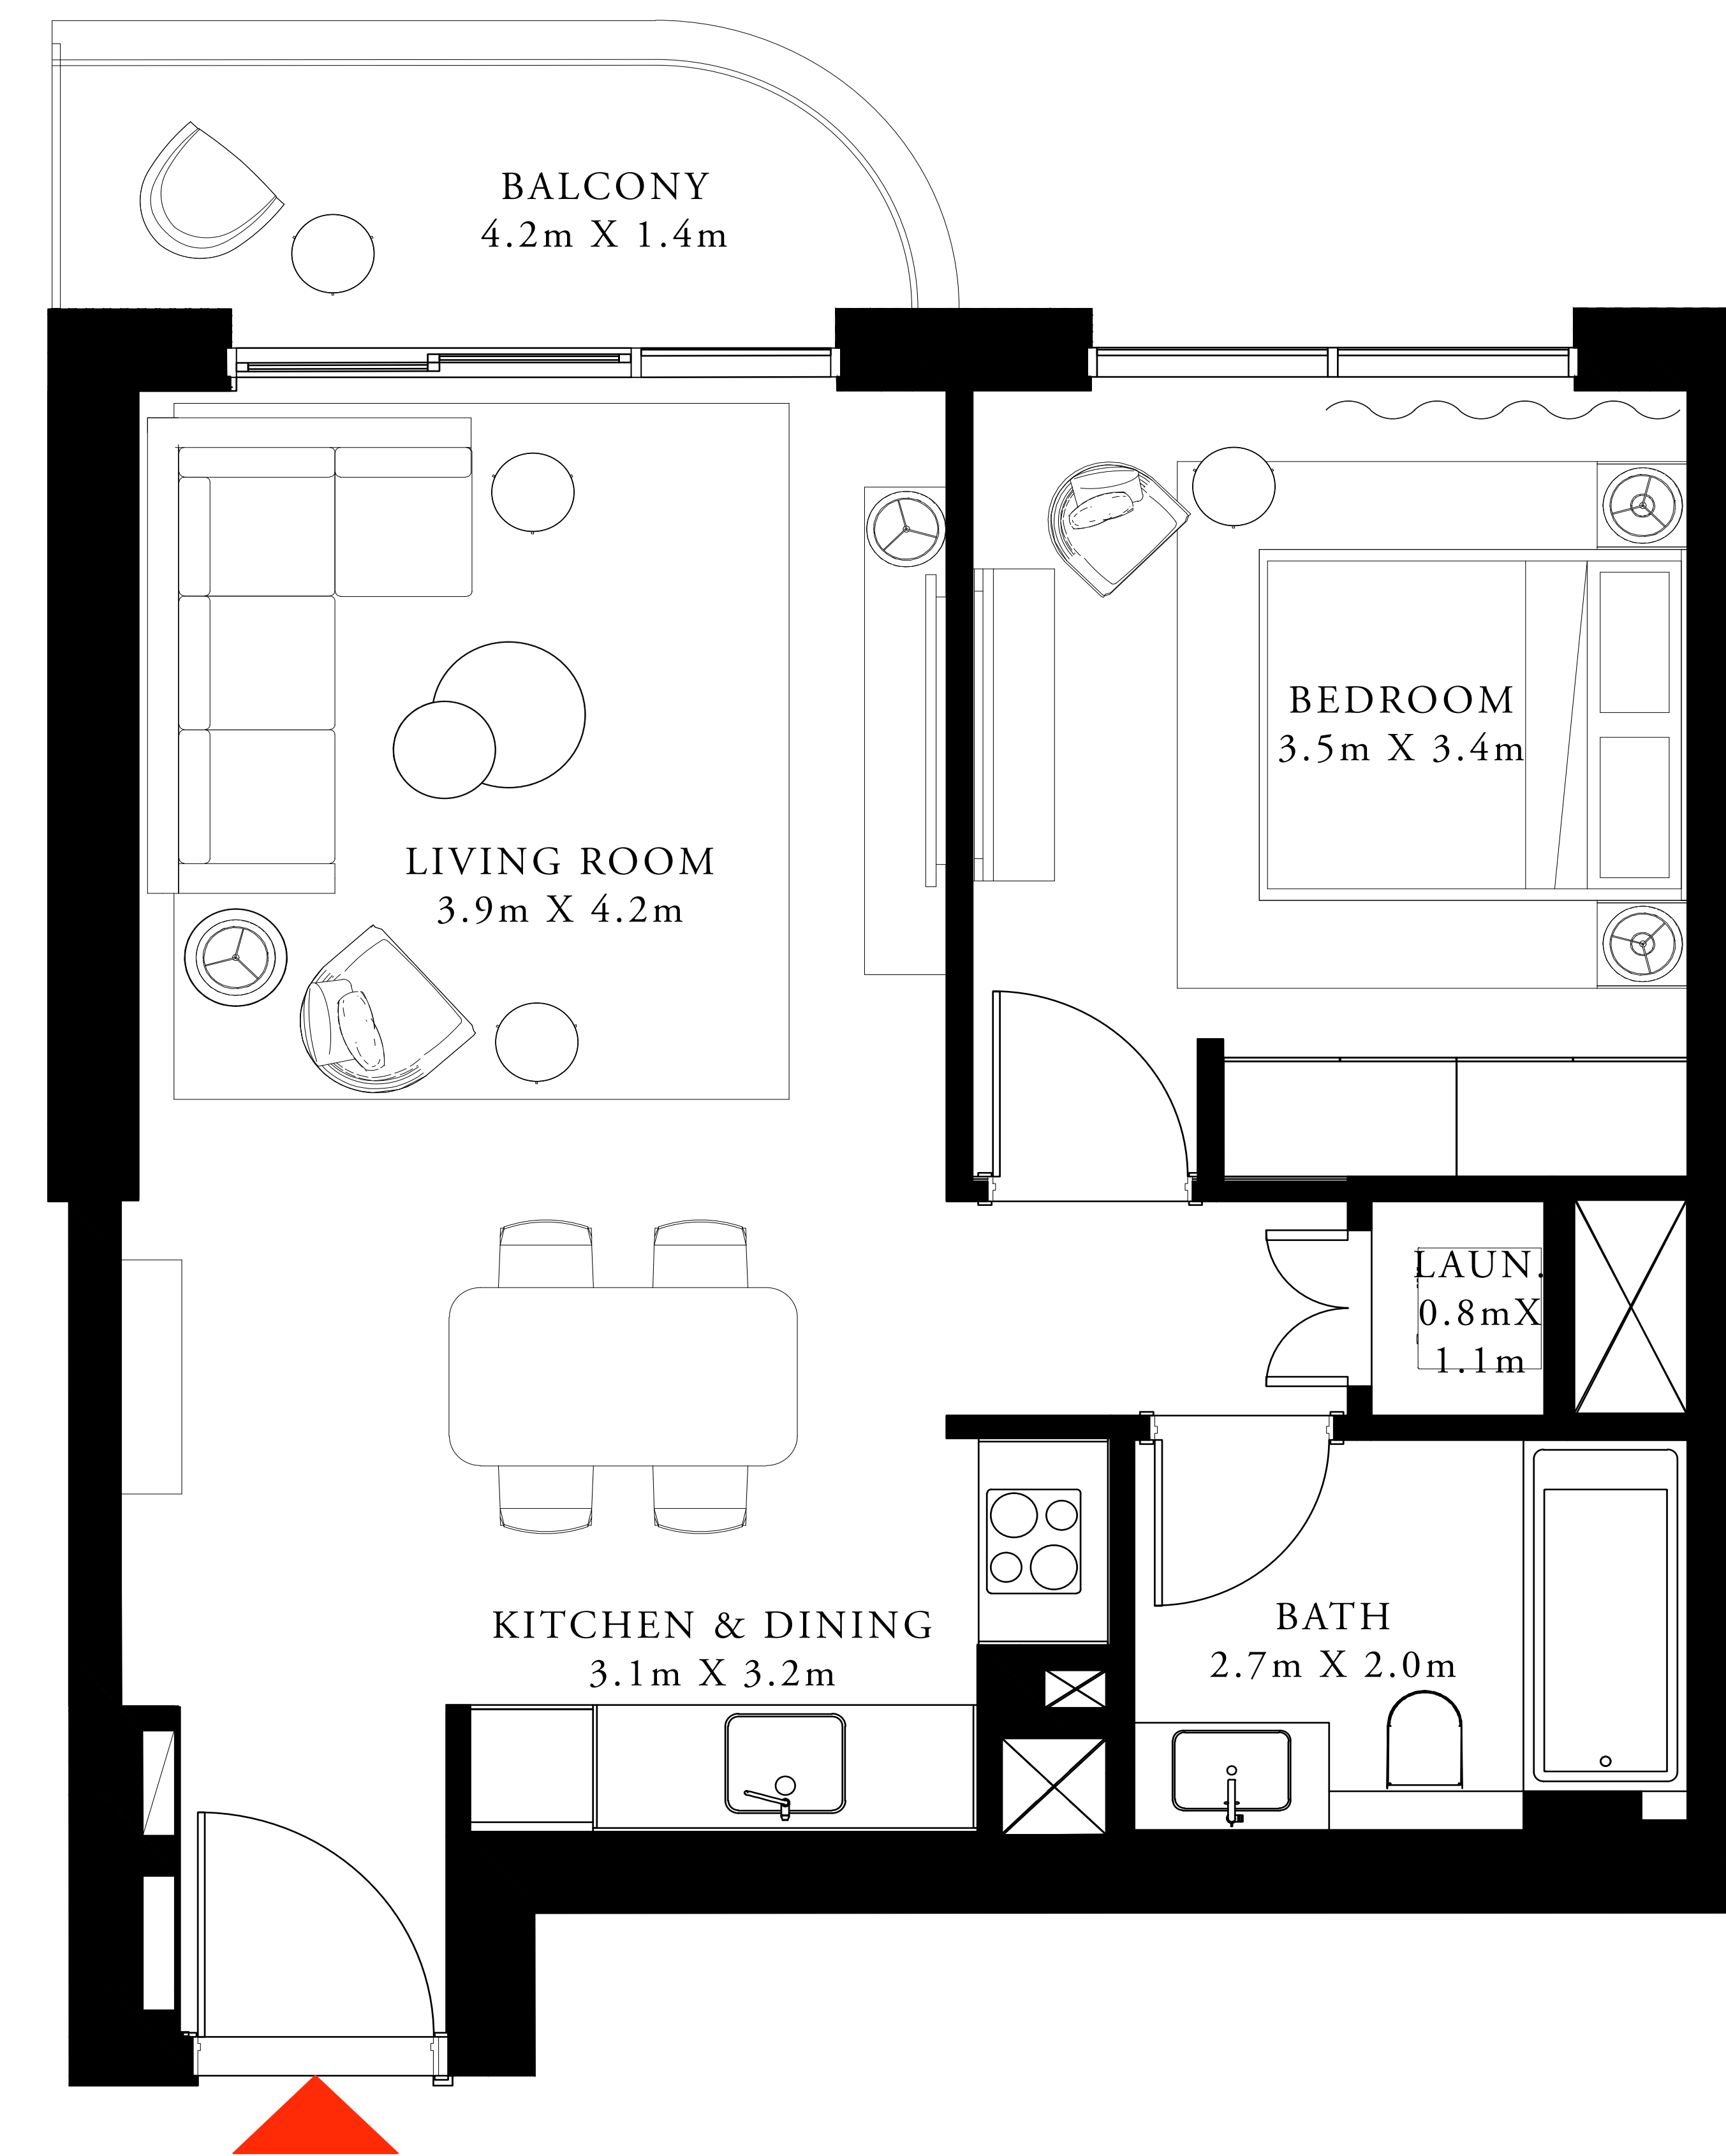 BALCONY
4.2m X 1.4m
BEDROOM
3.5m X 3.4m
LIVING ROOM
3.9m X 4.2m
LAUN.
0.8mX
1.1m
KITCHEN & DINING
3.1m X 3.2m
BATH
2.7m X 2.0m